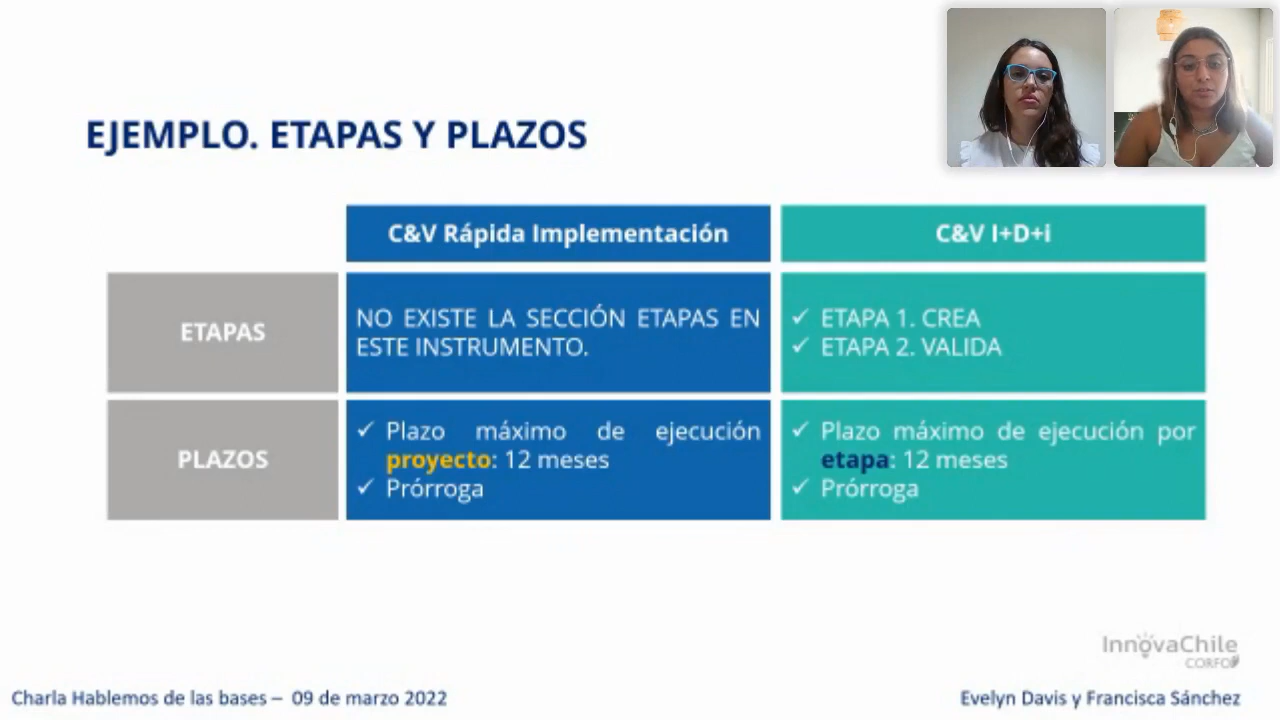 EJEMPLO. ETAPAS Y PLAZOS
C&V Rápida Implementación
C&V I+D+i
ETAPAS
NO EXISTE LA SECCIÓN ETAPAS EN
ESTE INSTRUMENTO.
✓ ETAPA 1. CREA
✓ ETAPA 2. VALIDA
PLAZOS
✓ Plazo máximo de ejecución
proyecto: 12 meses
✓ Prórroga
✓ Plazo máximo de ejecución por
etapa: 12 meses
✓ Prórroga
InnovaChile
CORFO
Charla Hablemos de las bases – 09 de marzo 2022
Evelyn Davis y Francisca Sánchez